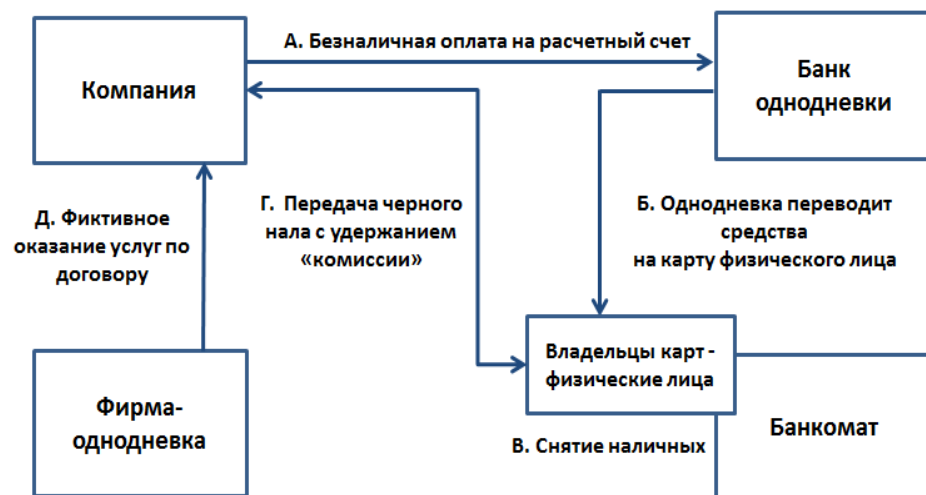 А. Безналичная оплата на расчетный счет
Компания
Банк
однодневки
Д. Фиктивное
оказание услуг по
договору
Г. Передача черного
нала с удержанием
«комиссии»
Б. Однодневка переводит
средства
на карту физического лица
Владельцы карт -
физические лица
Фирма-
однодневка
В. Снятие наличных
Банкомат